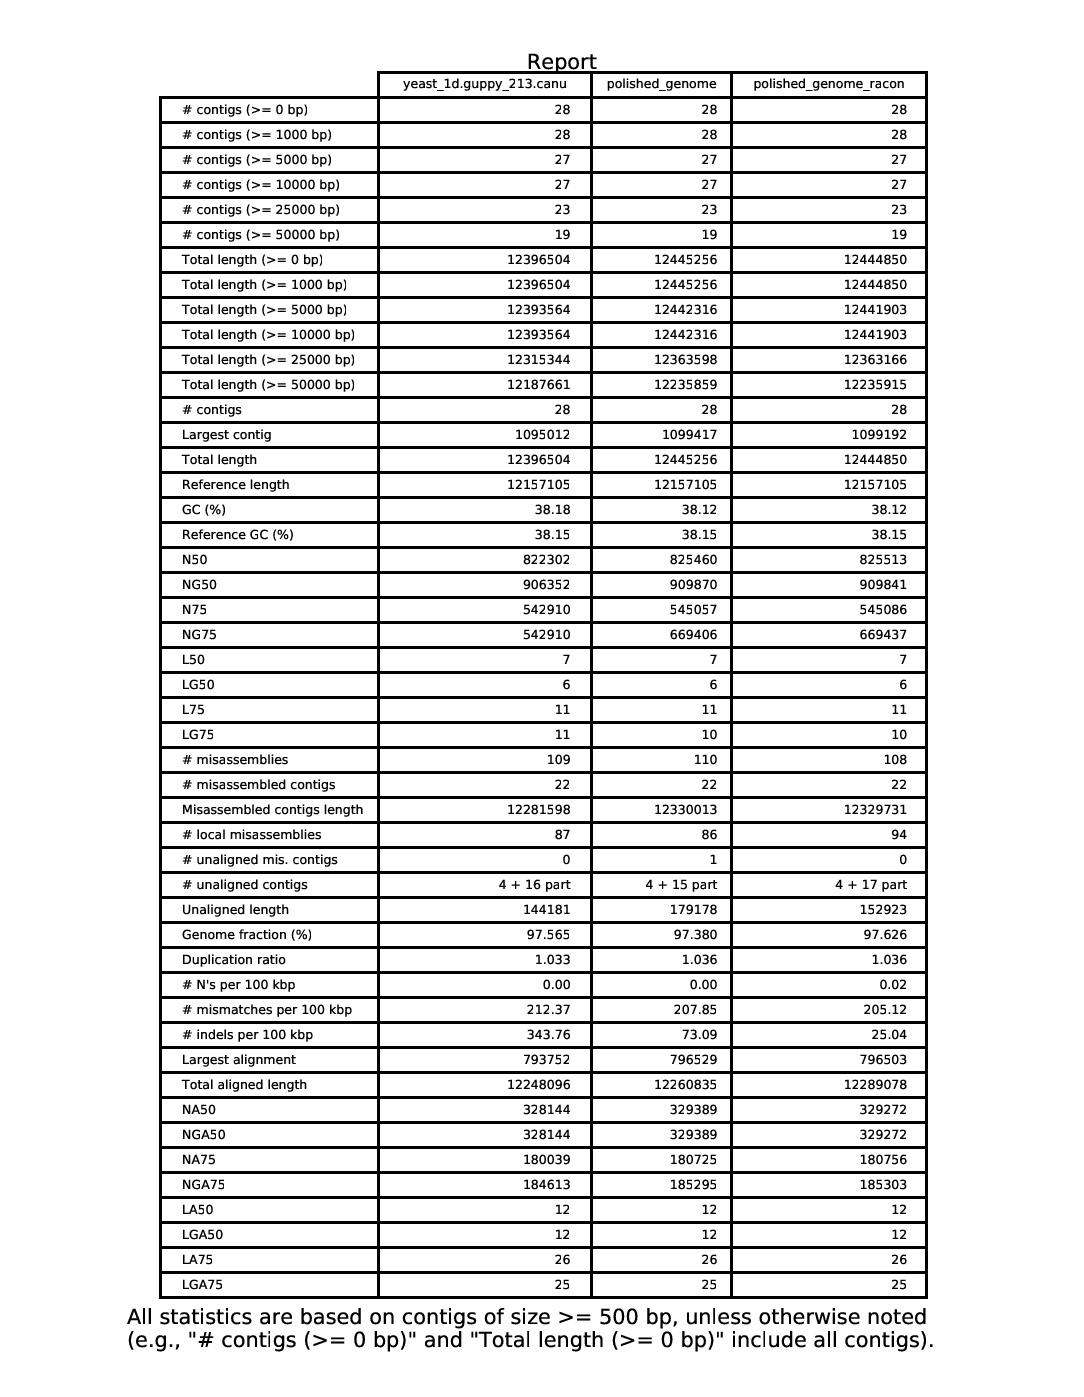 Report
yeast_1d.guppy_213.canu polished_genome polished_genome_racon
# contigs (>= 0 bp) 28 28 28
# contigs (>= 1000 bp) 28 28 28
# contigs (>= 5000 bp) 27 27 27
# contigs (>= 10000 bp) 27 27 27
# contigs (>= 25000 bp) 23 23 23
# contigs (>= 50000 bp) 19 19 19
Total length (>= 0 bp) 12396504 12445256 12444850
Total length (>= 1000 bp) 12396504 12445256 12444850
Total length (>= 5000 bp) 12393564 12442316 12441903
Total length (>= 10000 bp) 12393564 12442316 12441903
Total length (>= 25000 bp) 12315344 12363598 12363166
Total length (>= 50000 bp) 12187661 12235859 12235915
# contigs 28 28 28
Largest contig 1095012 1099417 1099192
Total length 12396504 12445256 12444850
Reference length 12157105 12157105 12157105
GC (%) 38.18 38.12 38.12
Reference GC (%) 38.15 38.15 38.15
N50 822302 825460 825513
NG50 906352 909870 909841
N75 542910 545057 545086
NG75 542910 669406 669437
L50 7 7 7
LG50 6 6 6
L75 11 11 11
LG75 11 10 10
# misassemblies 109 110 108
# misassembled contigs 22 22 22
Misassembled contigs length 12281598 12330013 12329731
# local misassemblies 87 86 94
# unaligned mis. contigs 0 1 0
# unaligned contigs 4 + 16 part 4 + 15 part 4 + 17 part
Unaligned length 144181 179178 152923
Genome fraction (%) 97.565 97.380 97.626
Duplication ratio 1.033 1.036 1.036
# N's per 100 kbp 0.00 0.00 0.02
# mismatches per 100 kbp 212.37 207.85 205.12
# indels per 100 kbp 343.76 73.09 25.04
Largest alignment 793752 796529 796503
Total aligned length 12248096 12260835 12289078
NA50 328144 329389 329272
NGA50 328144 329389 329272
NA75 180039 180725 180756
NGA75 184613 185295 185303
LA50 12 12 12
LGA50 12 12 12
LA75 26 26 26
LGA75 25 25 25
All statistics are based on contigs of size >= 500 bp, unless otherwise noted
(e.g., "# contigs (>= 0 bp)" and "Total length (>= 0 bp)" include all contigs).